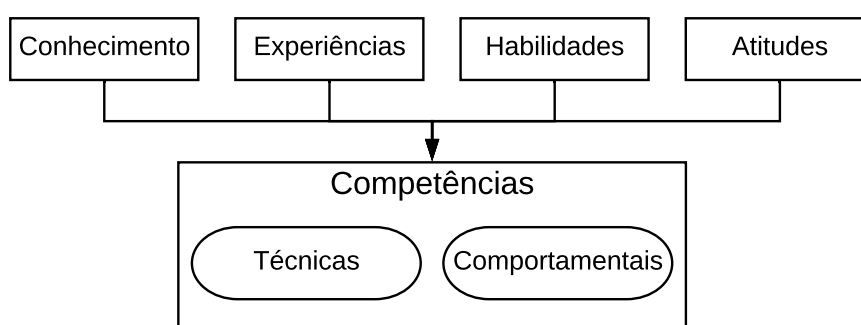 Conhecimento
Experiências
Habilidades
Atitudes
Competências
Técnicas
Comportamentais